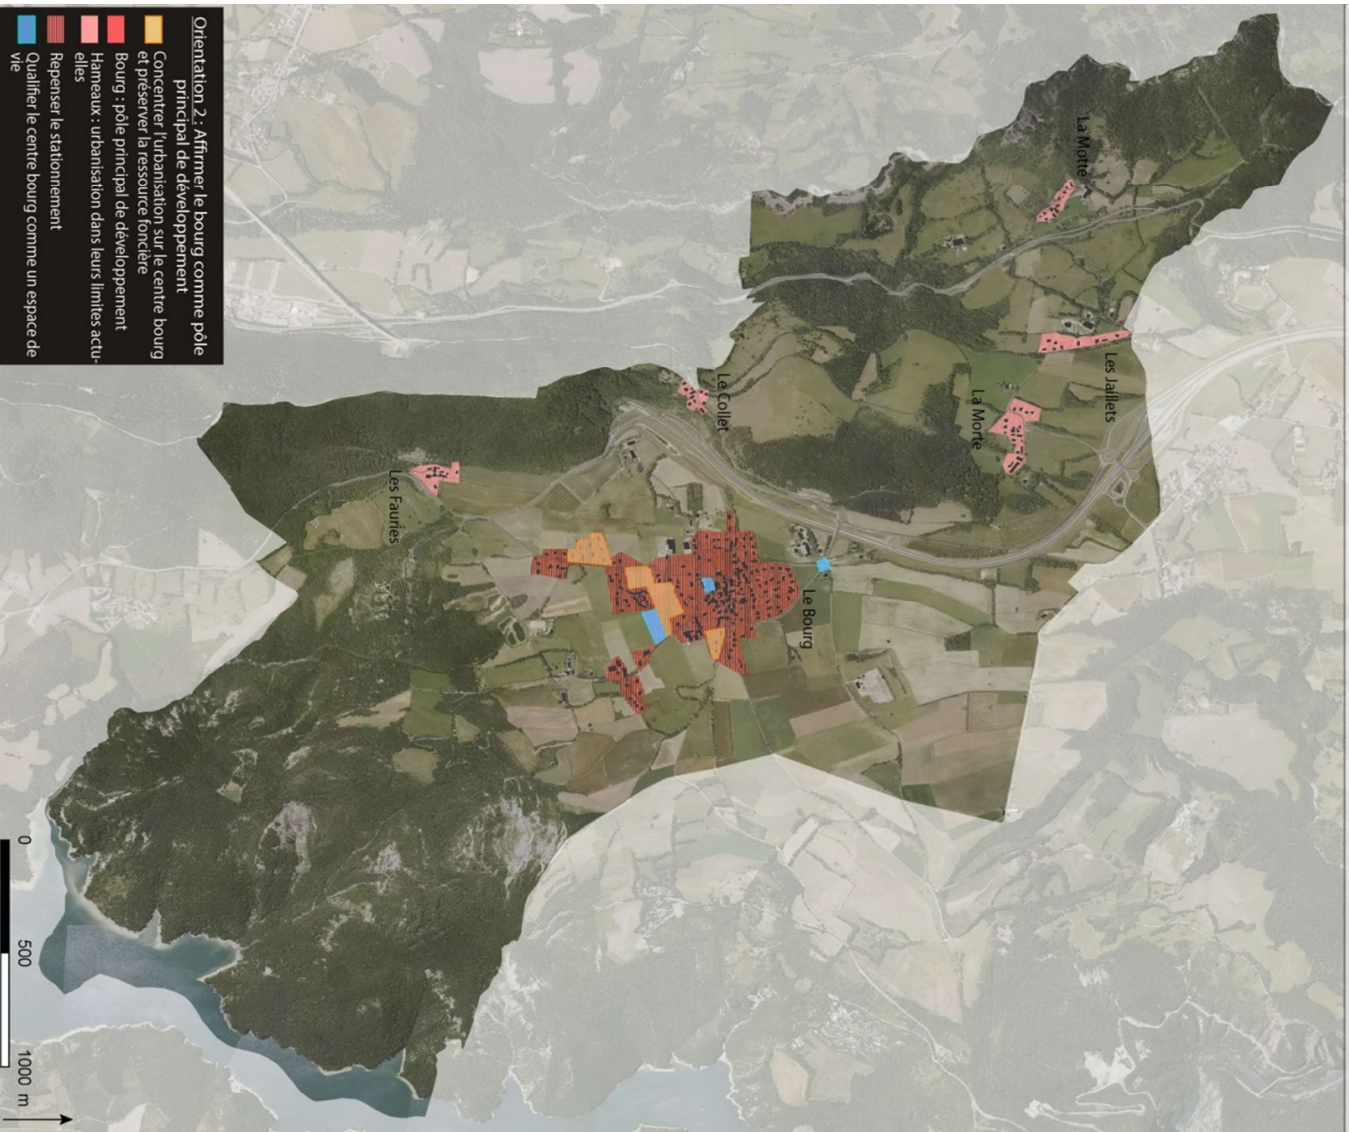 Orientation 2 : Affirmer le bourg comme pôle
principal de développement
Concentrer l'urbanisation sur le centre bourg
et préserver la ressource foncière
Bourg : pôle principal de développement
Hameaux : urbanisation dans leurs limites actu-
elles
Repenser le stationnement
Qualifier le centre bourg comme un espace de
vie
La Motte
Les Jaillets
La Morte
Le Collet
Le Bourg
Les Fauries
0 500 1000 m